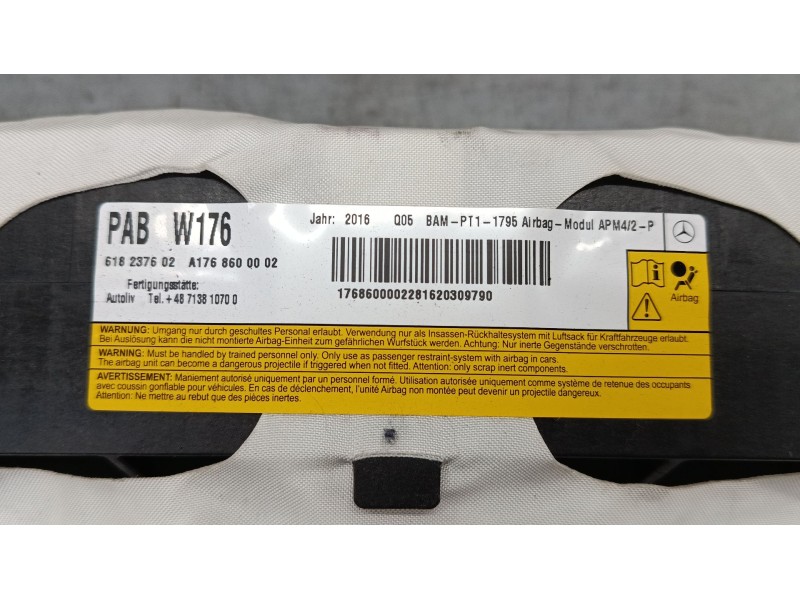 PAB W176
Jahr: 2016 Q05 BAM-PT1-1795 Airbag-Modul APM4/2-P
618 2376 02 A176 860 00 02
Fertigungsstätte:
Autoliv Tel. +48 7138 1070 0
1768600002281620309790
Airbag
WARNUNG: Umgang nur durch geschultes Personal erlaubt. Verwendung nur als Insassen-Rückhaltesystem mit Luftsack für Kraftfahrzeuge erlaubt.
Bei Auslösung kann die nicht montierte Airbag-Einheit zum gefährlichen Wurfstück werden. Achtung: Nur inerte Gegenstände verschrotten.
WARNING: Must be handled by trained personnel only. Only use as passenger restraint-system with airbag in cars.
The airbag unit can become a dangerous projectile if triggered when not fitted. Attention: only scrap inert components.
AVERTISSEMENT: Maniement autorisé uniquement par un personnel formé. Utilisation autorisée uniquement comme système de retenue des occupants
avec coussin gonflable pour véhicules. En cas de déclenchement, l'unité Airbag non montée peut devenir un projectile dangereux.
Attention: Ne mettre au rebut que des pièces inertes.